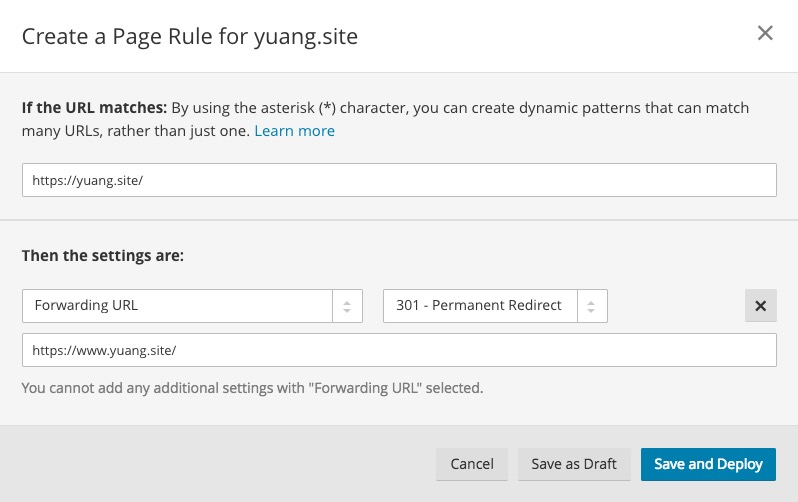 Create a Page Rule for yuang.site
If the URL matches: By using the asterisk (*) character, you can create dynamic patterns that can match
many URLs, rather than just one. Learn more
https://yuang.site/
Then the settings are:
Forwarding URL
301 - Permanent Redirect
https://www.yuang.site/
You cannot add any additional settings with "Forwarding URL" selected.
Cancel
Save as Draft
Save and Deploy